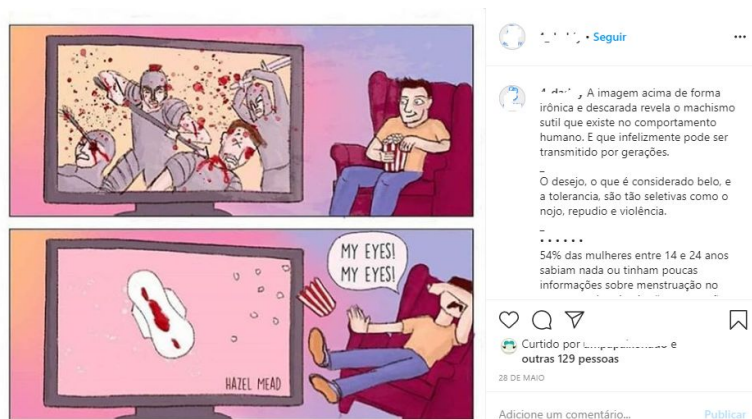 MY EYES!
MY EYES!
HAZEL MEAD
• Seguir
A imagem acima de forma
irônica e descarada revela o machismo
sutil que existe no comportamento
humano. E que infelizmente pode ser
transmitido por gerações.
_
O desejo, o que é considerado belo, e
a tolerancia, são tão seletivas como o
nojo, repudio e violência.
_
• • • • • •
54% das mulheres entre 14 e 24 anos
sabiam nada ou tinham poucas
informações sobre menstruação no
Curtido por e
outras 129 pessoas
28 DE MAIO
Adicione um comentário...
Publicar